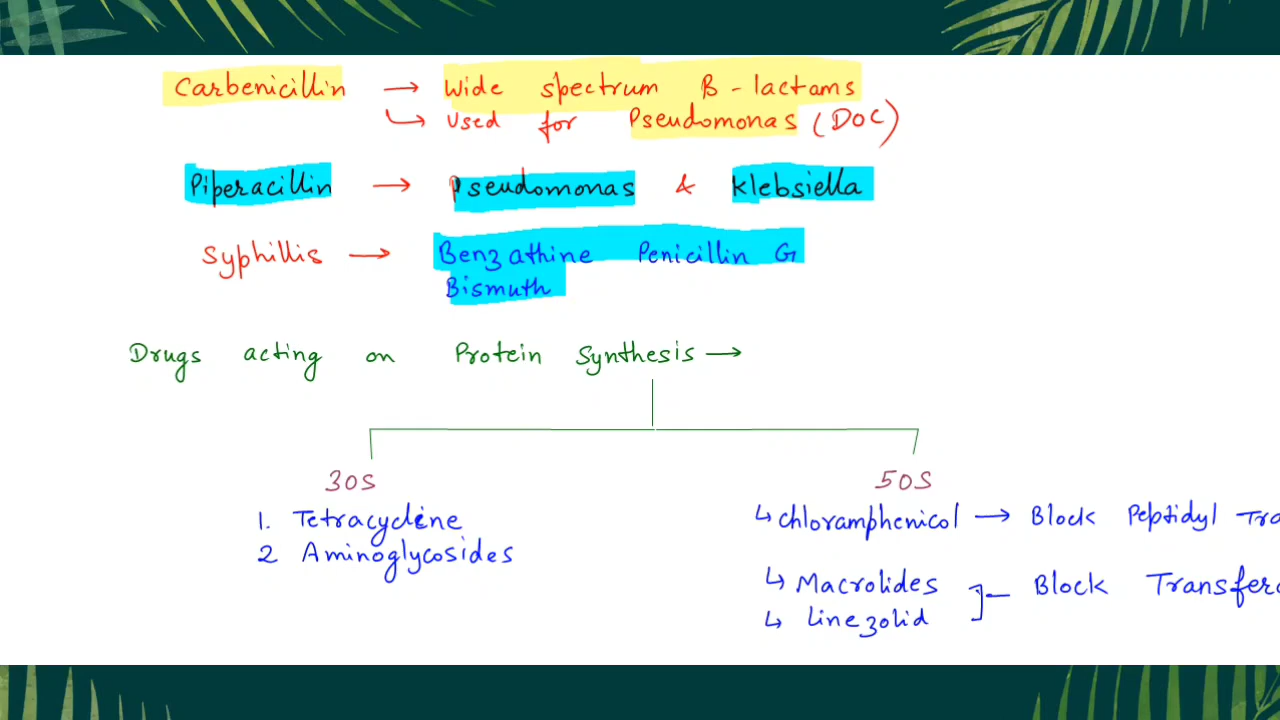 Carbenicillin → Wide spectrum B-lactams
↳ Used for Pseudomonas (DOC)
Piperacillin → Pseudomonas & Klebsiella
Syphillis → Benzathine Penicillin G
Bismuth
Drugs acting on Protein Synthesis →
30S 50S
1. Tetracycline ↳ Chloramphenicol → Block Peptidyl
2 Aminoglycosides
↳ Macrolides ]- Block
↳ Linezolid